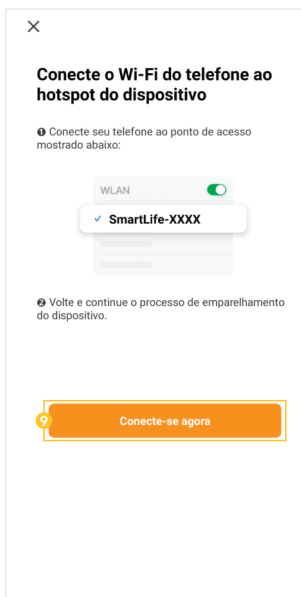 Conecte o Wi-Fi do telefone ao
hotspot do dispositivo
❶ Conecte seu telefone ao ponto de acesso
mostrado abaixo:
WLAN
✓ SmartLife-XXXX
❷ Volte e continue o processo de emparelhamento
do dispositivo.
9 Conecte-se agora